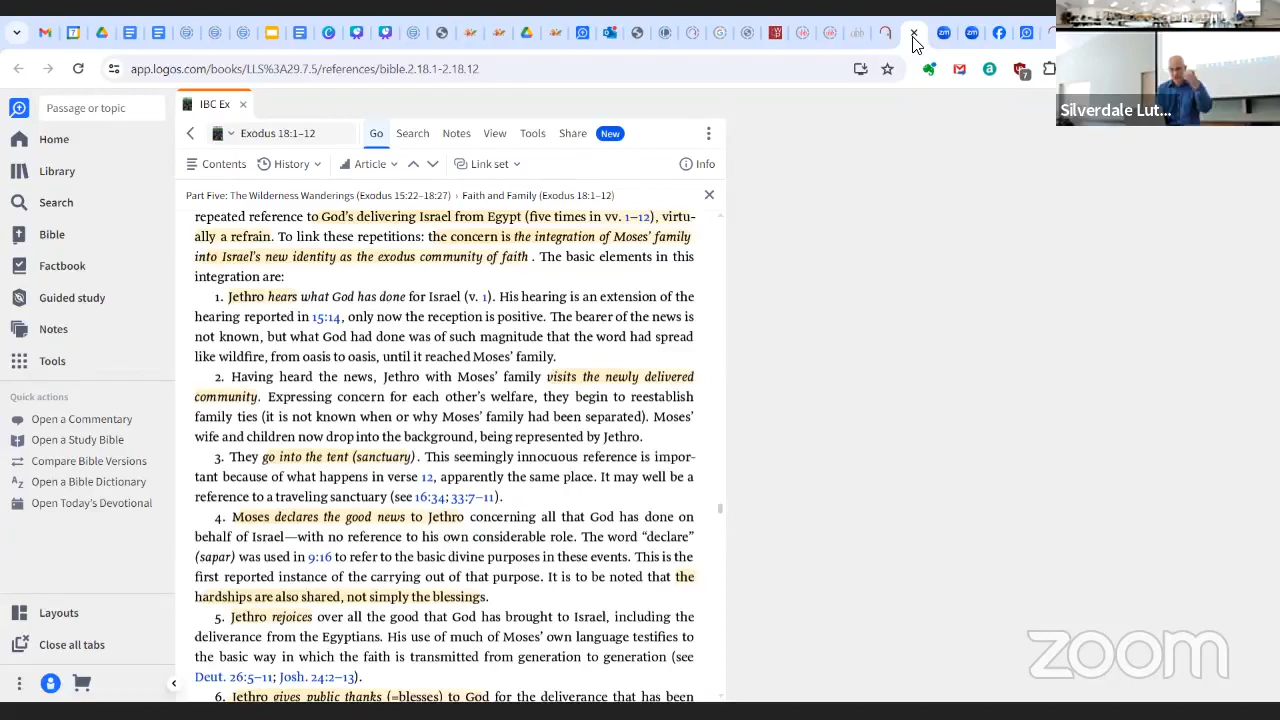 app.logos.com/books/LLS%3A29.7.5/references/bible.2.18.1-2.18.12
7
Silverdale Lut...
Passage or topic
Home
Library
Search
Bible
Factbook
Guided study
Notes
Tools
Quick actions
Open a Commentary
Open a Study Bible
Compare Bible Versions
Open a Bible Dictionary
Open Today's Devotional
Layouts
Close all tabs
IBC Ex
Exodus 18:1–12
Go Search Notes View Tools Share New
Contents History Article Link set Info
Part Five: The Wilderness Wanderings (Exodus 15:22–18:27) › Faith and Family (Exodus 18:1–12)
repeated reference to God's delivering Israel from Egypt (five times in vv. 1–12), virtu-
ally a refrain. To link these repetitions: the concern is the integration of Moses' family
into Israel's new identity as the exodus community of faith . The basic elements in this
integration are:
1. Jethro hears what God has done for Israel (v. 1). His hearing is an extension of the
hearing reported in 15:14, only now the reception is positive. The bearer of the news is
not known, but what God had done was of such magnitude that the word had spread
like wildfire, from oasis to oasis, until it reached Moses' family.
2. Having heard the news, Jethro with Moses' family visits the newly delivered
community. Expressing concern for each other's welfare, they begin to reestablish
family ties (it is not known when or why Moses' family had been separated). Moses'
wife and children now drop into the background, being represented by Jethro.
3. They go into the tent (sanctuary) . This seemingly innocuous reference is impor-
tant because of what happens in verse 12, apparently the same place. It may well be a
reference to a traveling sanctuary (see 16:34; 33:7–11).
4. Moses declares the good news to Jethro concerning all that God has done on
behalf of Israel—with no reference to his own considerable role. The word “declare”
(sapar) was used in 9:16 to refer to the basic divine purposes in these events. This is the
first reported instance of the carrying out of that purpose. It is to be noted that the
hardships are also shared, not simply the blessings.
5. Jethro rejoices over all the good that God has brought to Israel, including the
deliverance from the Egyptians. His use of much of Moses' own language testifies to
the basic way in which the faith is transmitted from generation to generation (see
Deut. 26:5–11; Josh. 24:2–13).
6. Jethro gives public thanks (=blesses) to God for the deliverance that has been
zoom